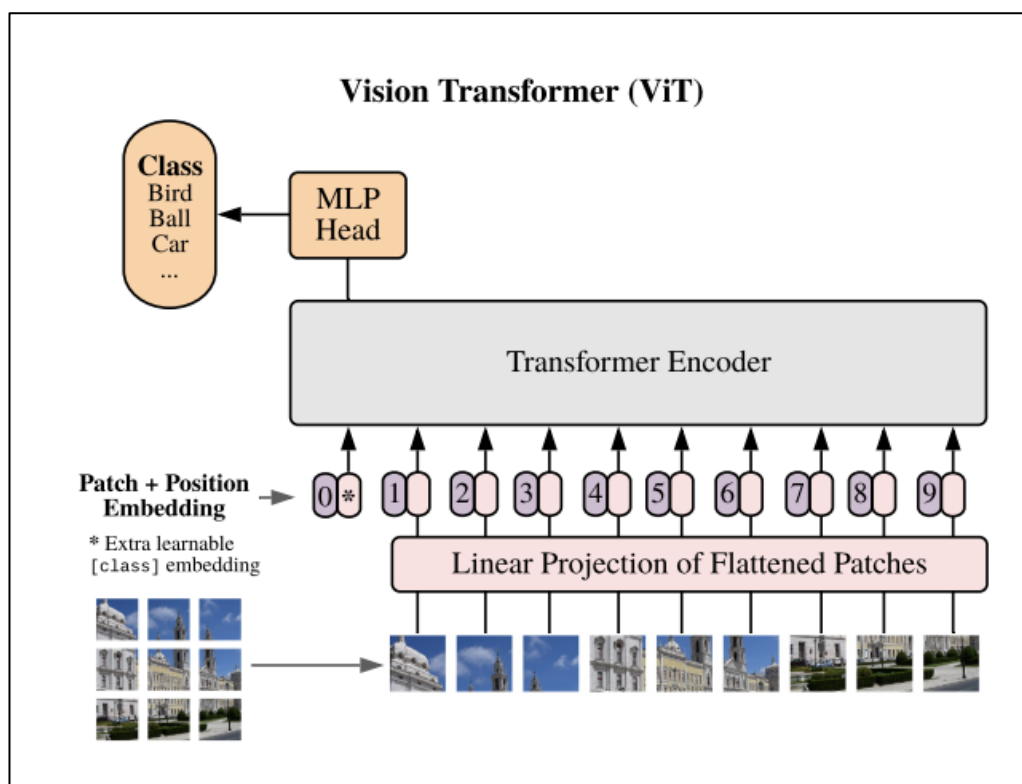 Vision Transformer (ViT)
Class
Bird
Ball
Car
...
MLP
Head
Transformer Encoder
Patch + Position
Embedding
* Extra learnable
[class] embedding
0 * 1 2 3 4 5 6 7 8 9
Linear Projection of Flattened Patches